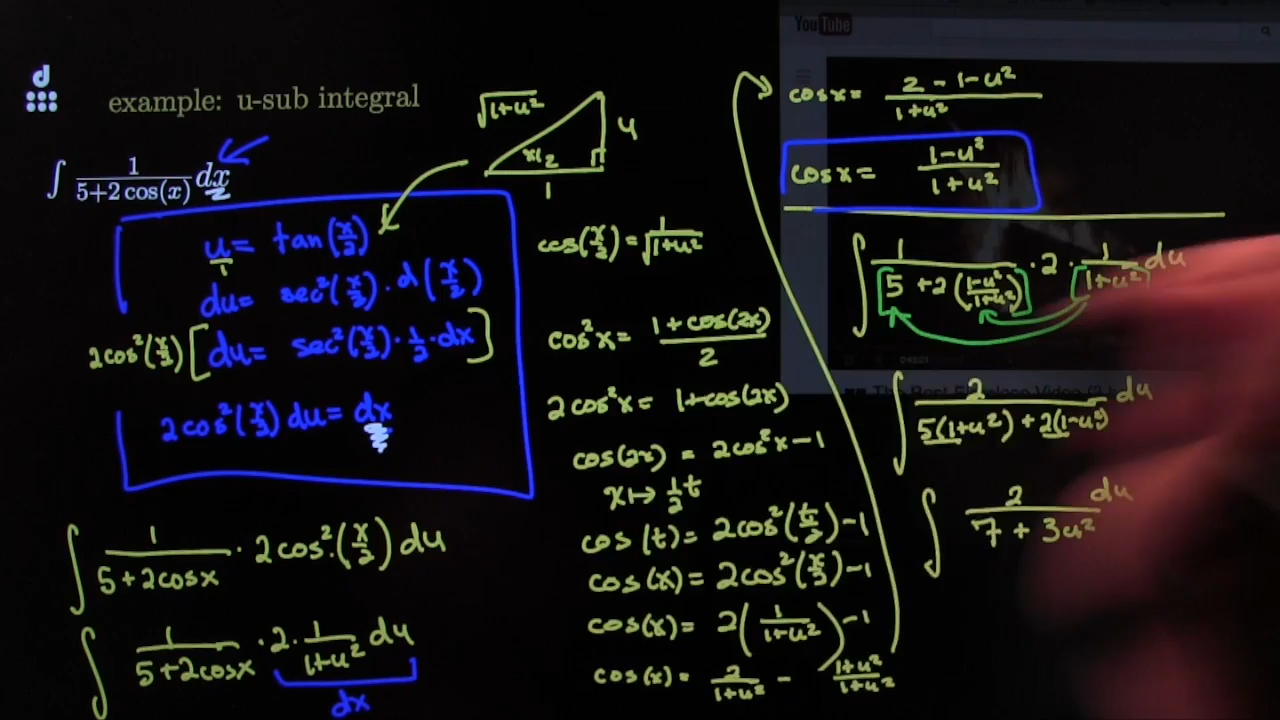 example: u-sub integral
∫ 1/(5+2 cos(x)) dx
u/1 = tan(x/2)
du = sec²(x/2) · d(x/2)
2cos²(x/2) [du = sec²(x/2) · 1/2 · dx]
2cos²(x/2) du = dx
∫ 1/(5+2cosx) · 2cos²(x/2) du
∫ 1/(5+2cosx) · 2 · 1/(1+u²) du
dx
√(1+u²)
u
x/2
1
cos(x/2) = 1/√(1+u²)
cos²x = (1+cos(2x))/2
2cos²x = 1+cos(2x)
cos(2x) = 2cos²x-1
x ↦ 1/2 t
cos(t) = 2cos²(t/2)-1
cos(x) = 2cos²(x/2)-1
cos(x) = 2(1/(1+u²))-1
cos(x) = 2/(1+u²) - (1+u²)/(1+u²)
YouTube
cosx = (2-1-u²)/(1+u²)
cosx = (1-u²)/(1+u²)
∫ 1/[5+2((1-u²)/(1+u²))] · 2 · 1/[1+u²] du
∫ 2/(5(1+u²)+2(1-u²)) du
∫ 2/(7+3u²) du